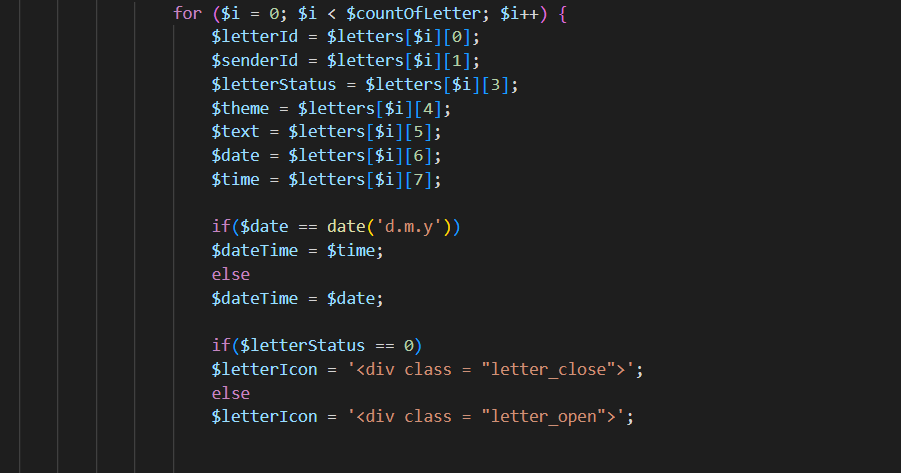 for ($i = 0; $i < $countOfLetter; $i++) {
$letterId = $letters[$i][0];
$senderId = $letters[$i][1];
$letterStatus = $letters[$i][3];
$theme = $letters[$i][4];
$text = $letters[$i][5];
$date = $letters[$i][6];
$time = $letters[$i][7];
if($date == date('d.m.y'))
$dateTime = $time;
else
$dateTime = $date;
if($letterStatus == 0)
$letterIcon = '<div class = "letter_close">';
else
$letterIcon = '<div class = "letter_open">';